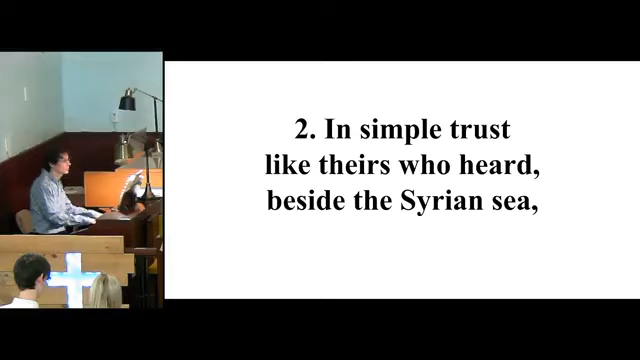 2. In simple trust
like theirs who heard,
beside the Syrian sea,